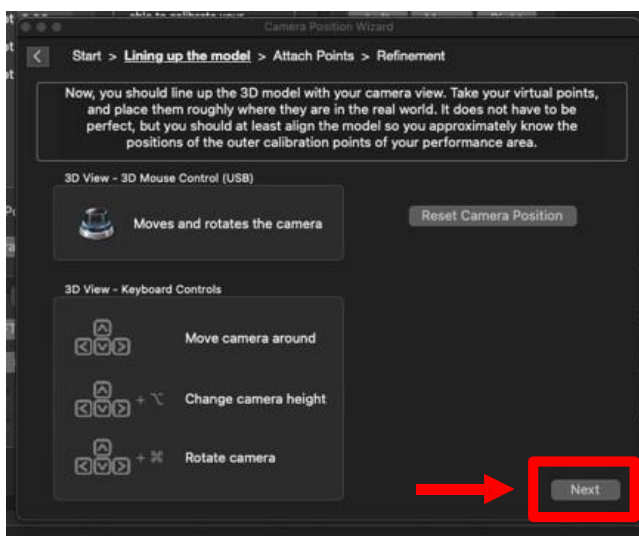 able to calibrate your
Camera Position Wizard
Start > Lining up the model > Attach Points > Refinement
Now, you should line up the 3D model with your camera view. Take your virtual points,
and place them roughly where they are in the real world. It does not have to be
perfect, but you should at least align the model so you approximately know the
positions of the outer calibration points of your performance area.
3D View - 3D Mouse Control (USB)
Moves and rotates the camera
Reset Camera Position
3D View - Keyboard Controls
Move camera around
+ ⌥ Change camera height
+ ⌘ Rotate camera
Next